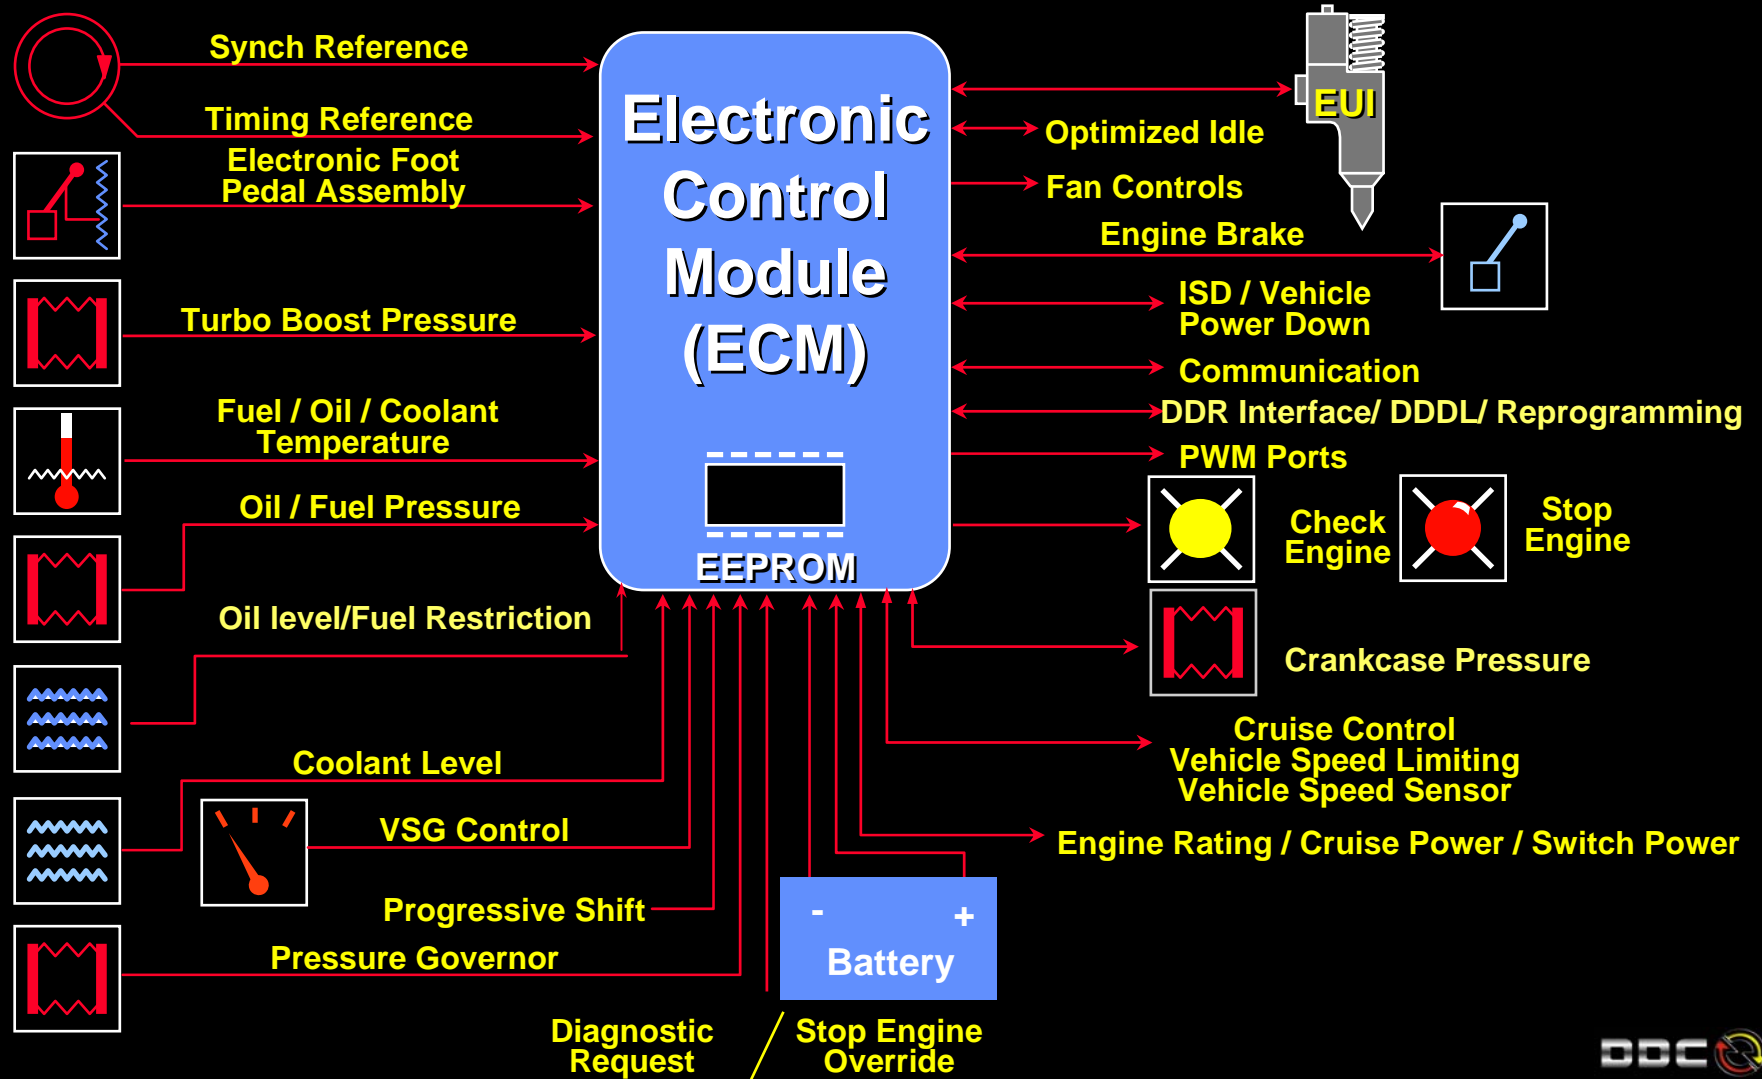 Synch Reference
Timing Reference
Electronic Foot
Pedal Assembly
Turbo Boost Pressure
Fuel / Oil / Coolant
Temperature
Oil / Fuel Pressure
Oil level/Fuel Restriction
Coolant Level
VSG Control
Progressive Shift
Pressure Governor
Diagnostic
Request
/
Stop Engine
Override
Electronic
Control
Module
(ECM)
EEPROM
- +
Battery
EUI
Optimized Idle
Fan Controls
Engine Brake
ISD / Vehicle
Power Down
Communication
DDR Interface/ DDDL/ Reprogramming
PWM Ports
Check
Engine
Stop
Engine
Crankcase Pressure
Cruise Control
Vehicle Speed Limiting
Vehicle Speed Sensor
Engine Rating / Cruise Power / Switch Power
DDC